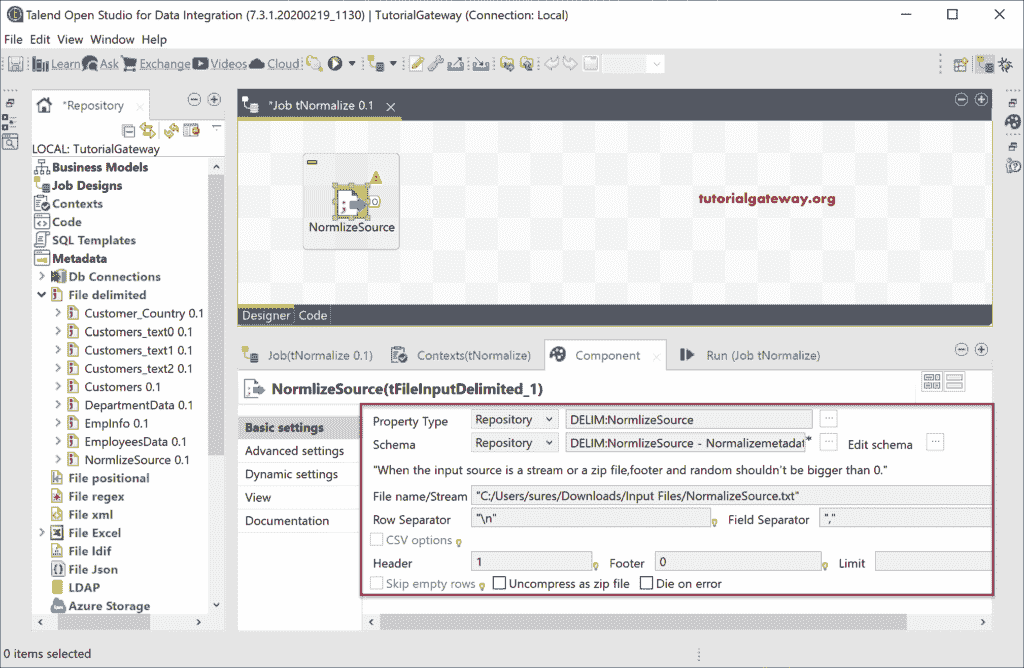 Talend Open Studio for Data Integration (7.3.1.20200219_1130) | TutorialGateway (Connection: Local)
File Edit View Window Help
Learn Ask Exchange Videos Cloud
*Repository
LOCAL: TutorialGateway
Business Models
Job Designs
Contexts
Code
SQL Templates
Metadata
Db Connections
File delimited
Customer_Country 0.1
Customers_text0 0.1
Customers_text1 0.1
Customers_text2 0.1
Customers 0.1
DepartmentData 0.1
EmpInfo 0.1
EmployeesData 0.1
NormlizeSource 0.1
File positional
File regex
File xml
File Excel
File ldif
File Json
LDAP
Azure Storage
*Job tNormalize 0.1
NormlizeSource
tutorialgateway.org
Designer Code
Job(tNormalize 0.1) Contexts(tNormalize) Component Run (Job tNormalize)
NormlizeSource(tFileInputDelimited_1)
Basic settings
Advanced settings
Dynamic settings
View
Documentation
Property Type Repository DELIM:NormlizeSource ...
Schema Repository DELIM:NormlizeSource - Normalizemetadat* ... Edit schema ...
"When the input source is a stream or a zip file,footer and random shouldn't be bigger than 0."
File name/Stream "C:/Users/sures/Downloads/Input Files/NormalizeSource.txt"
Row Separator "\n" Field Separator ","
CSV options
Header 1 Footer 0 Limit
Skip empty rows Uncompress as zip file Die on error
0 items selected